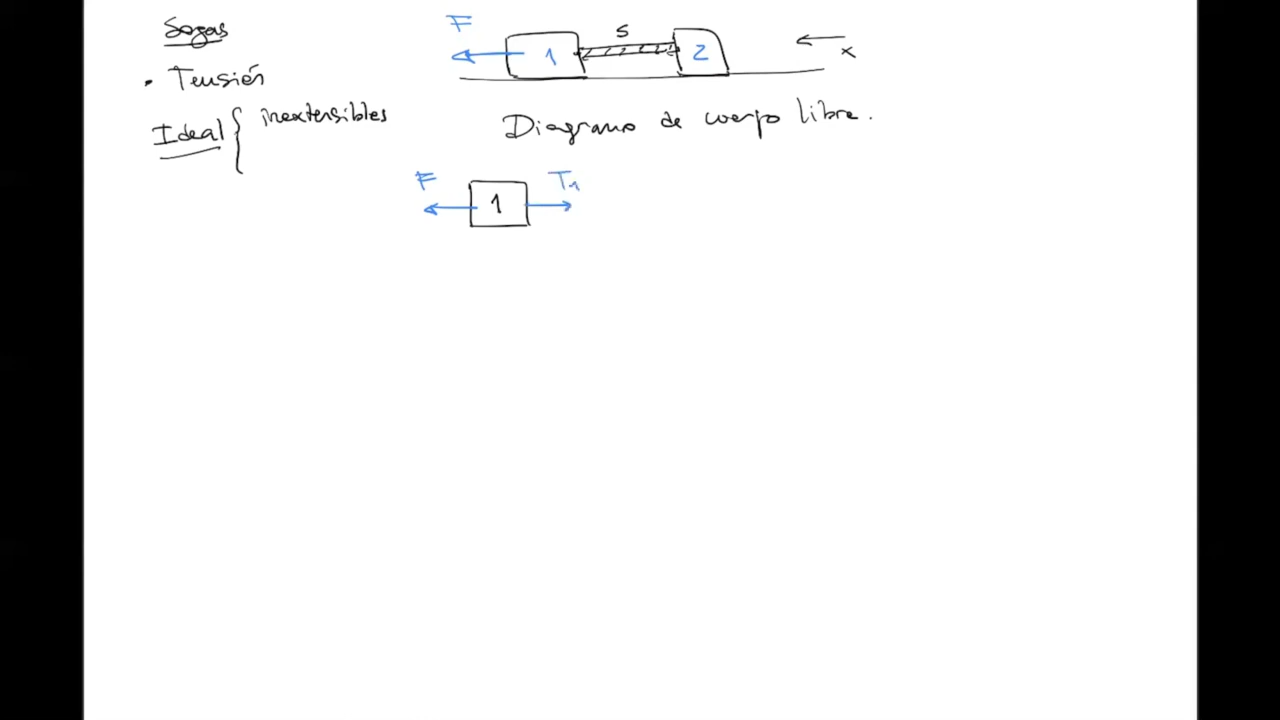 Sogas
• Tensión
Ideal { inextensibles
F
1
S
2
x
Diagrama de cuerpo libre.
F
1
T₁